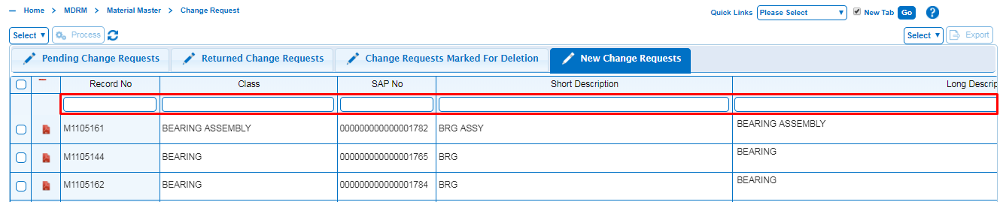 Home > MDRM > Material Master > Change Request
Quick Links Please Select New Tab Go ?
Select Process Select Export
Pending Change Requests Returned Change Requests Change Requests Marked For Deletion New Change Requests
Record No Class SAP No Short Description Long Descrip
M1105161 BEARING ASSEMBLY 000000000000001782 BRG ASSY BEARING ASSEMBLY
M1105144 BEARING 000000000000001765 BRG BEARING
M1105162 BEARING 000000000000001784 BRG BEARING